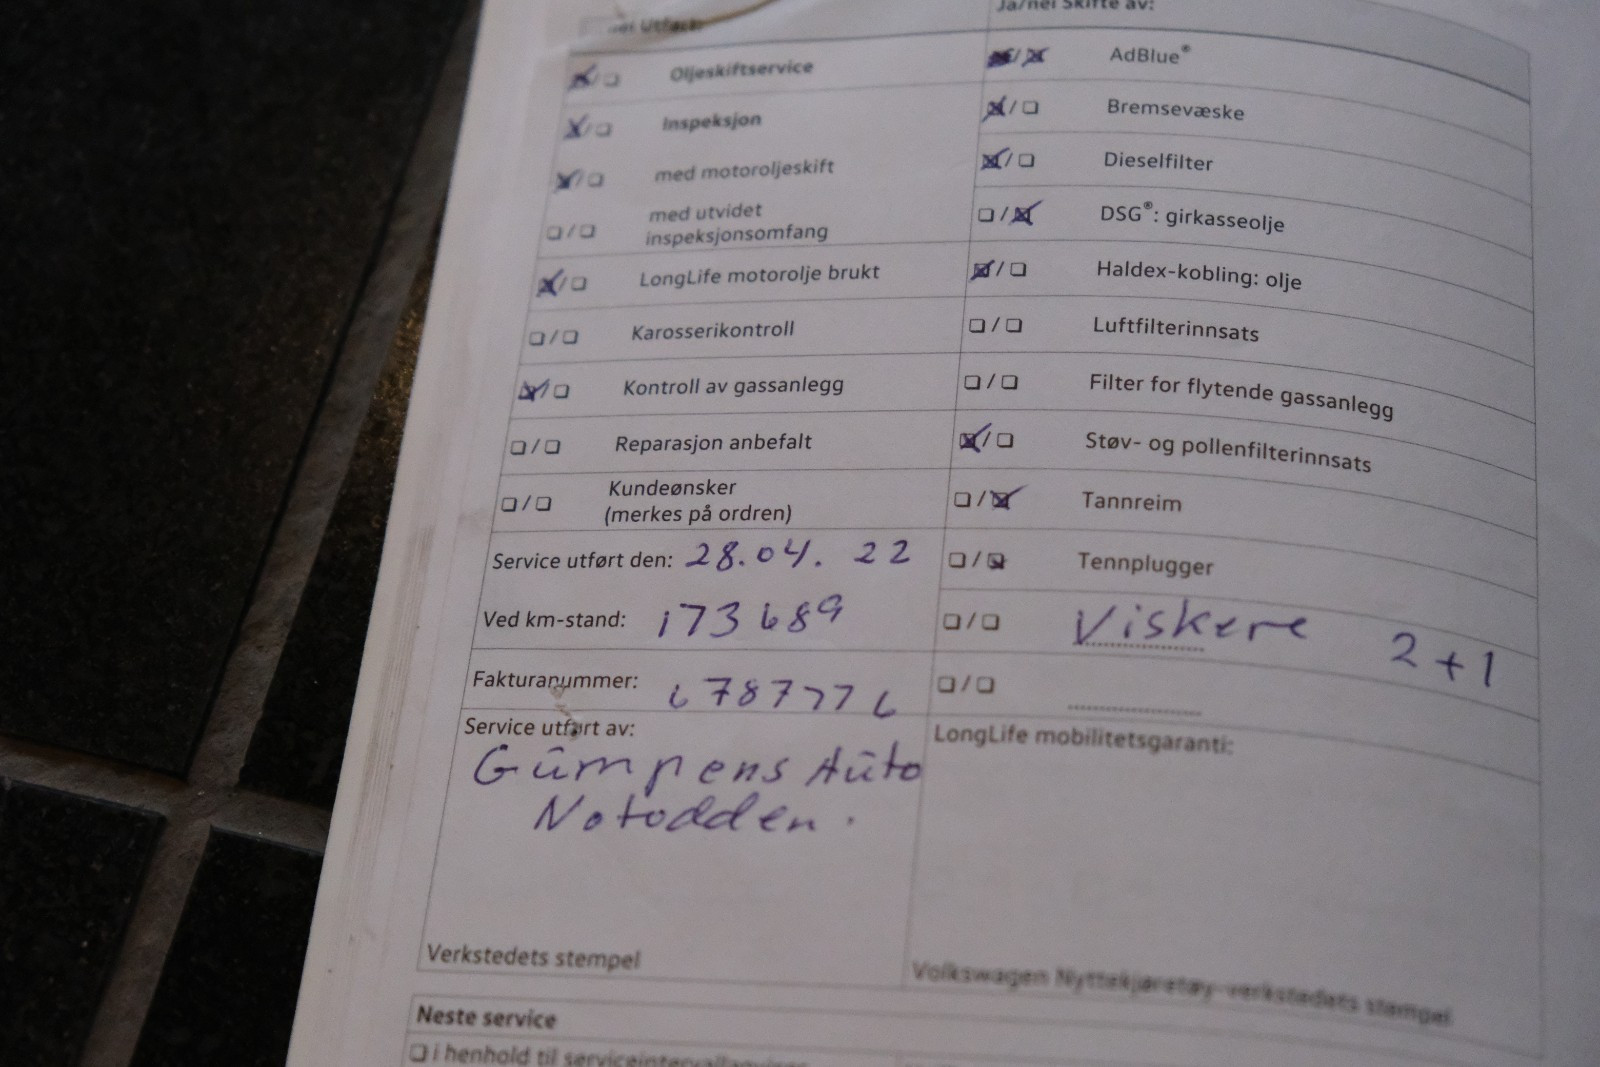 Utført:
Ja/nei Skifte av:
Oljeskiftservice
Inspeksjon
med motoroljeskift
med utvidet
inspeksjonsomfang
LongLife motorolje brukt
Karosserikontroll
Kontroll av gassanlegg
Reparasjon anbefalt
Kundeønsker
(merkes på ordren)
Service utført den: 28.04. 22
Ved km-stand: 173689
Fakturanummer: 6787776
Service utført av:
Gumpens Auto
Notodden.
Verkstedets stempel
AdBlue®
Bremsevæske
Dieselfilter
DSG®: girkasseolje
Haldex-kobling: olje
Luftfilterinnsats
Filter for flytende gassanlegg
Støv- og pollenfilterinnsats
Tannreim
Tennplugger
Viskere 2+1
LongLife mobilitetsgaranti:
Volkswagen Nyttekjøretøy-verkstedets stempel
Neste service
i henhold til